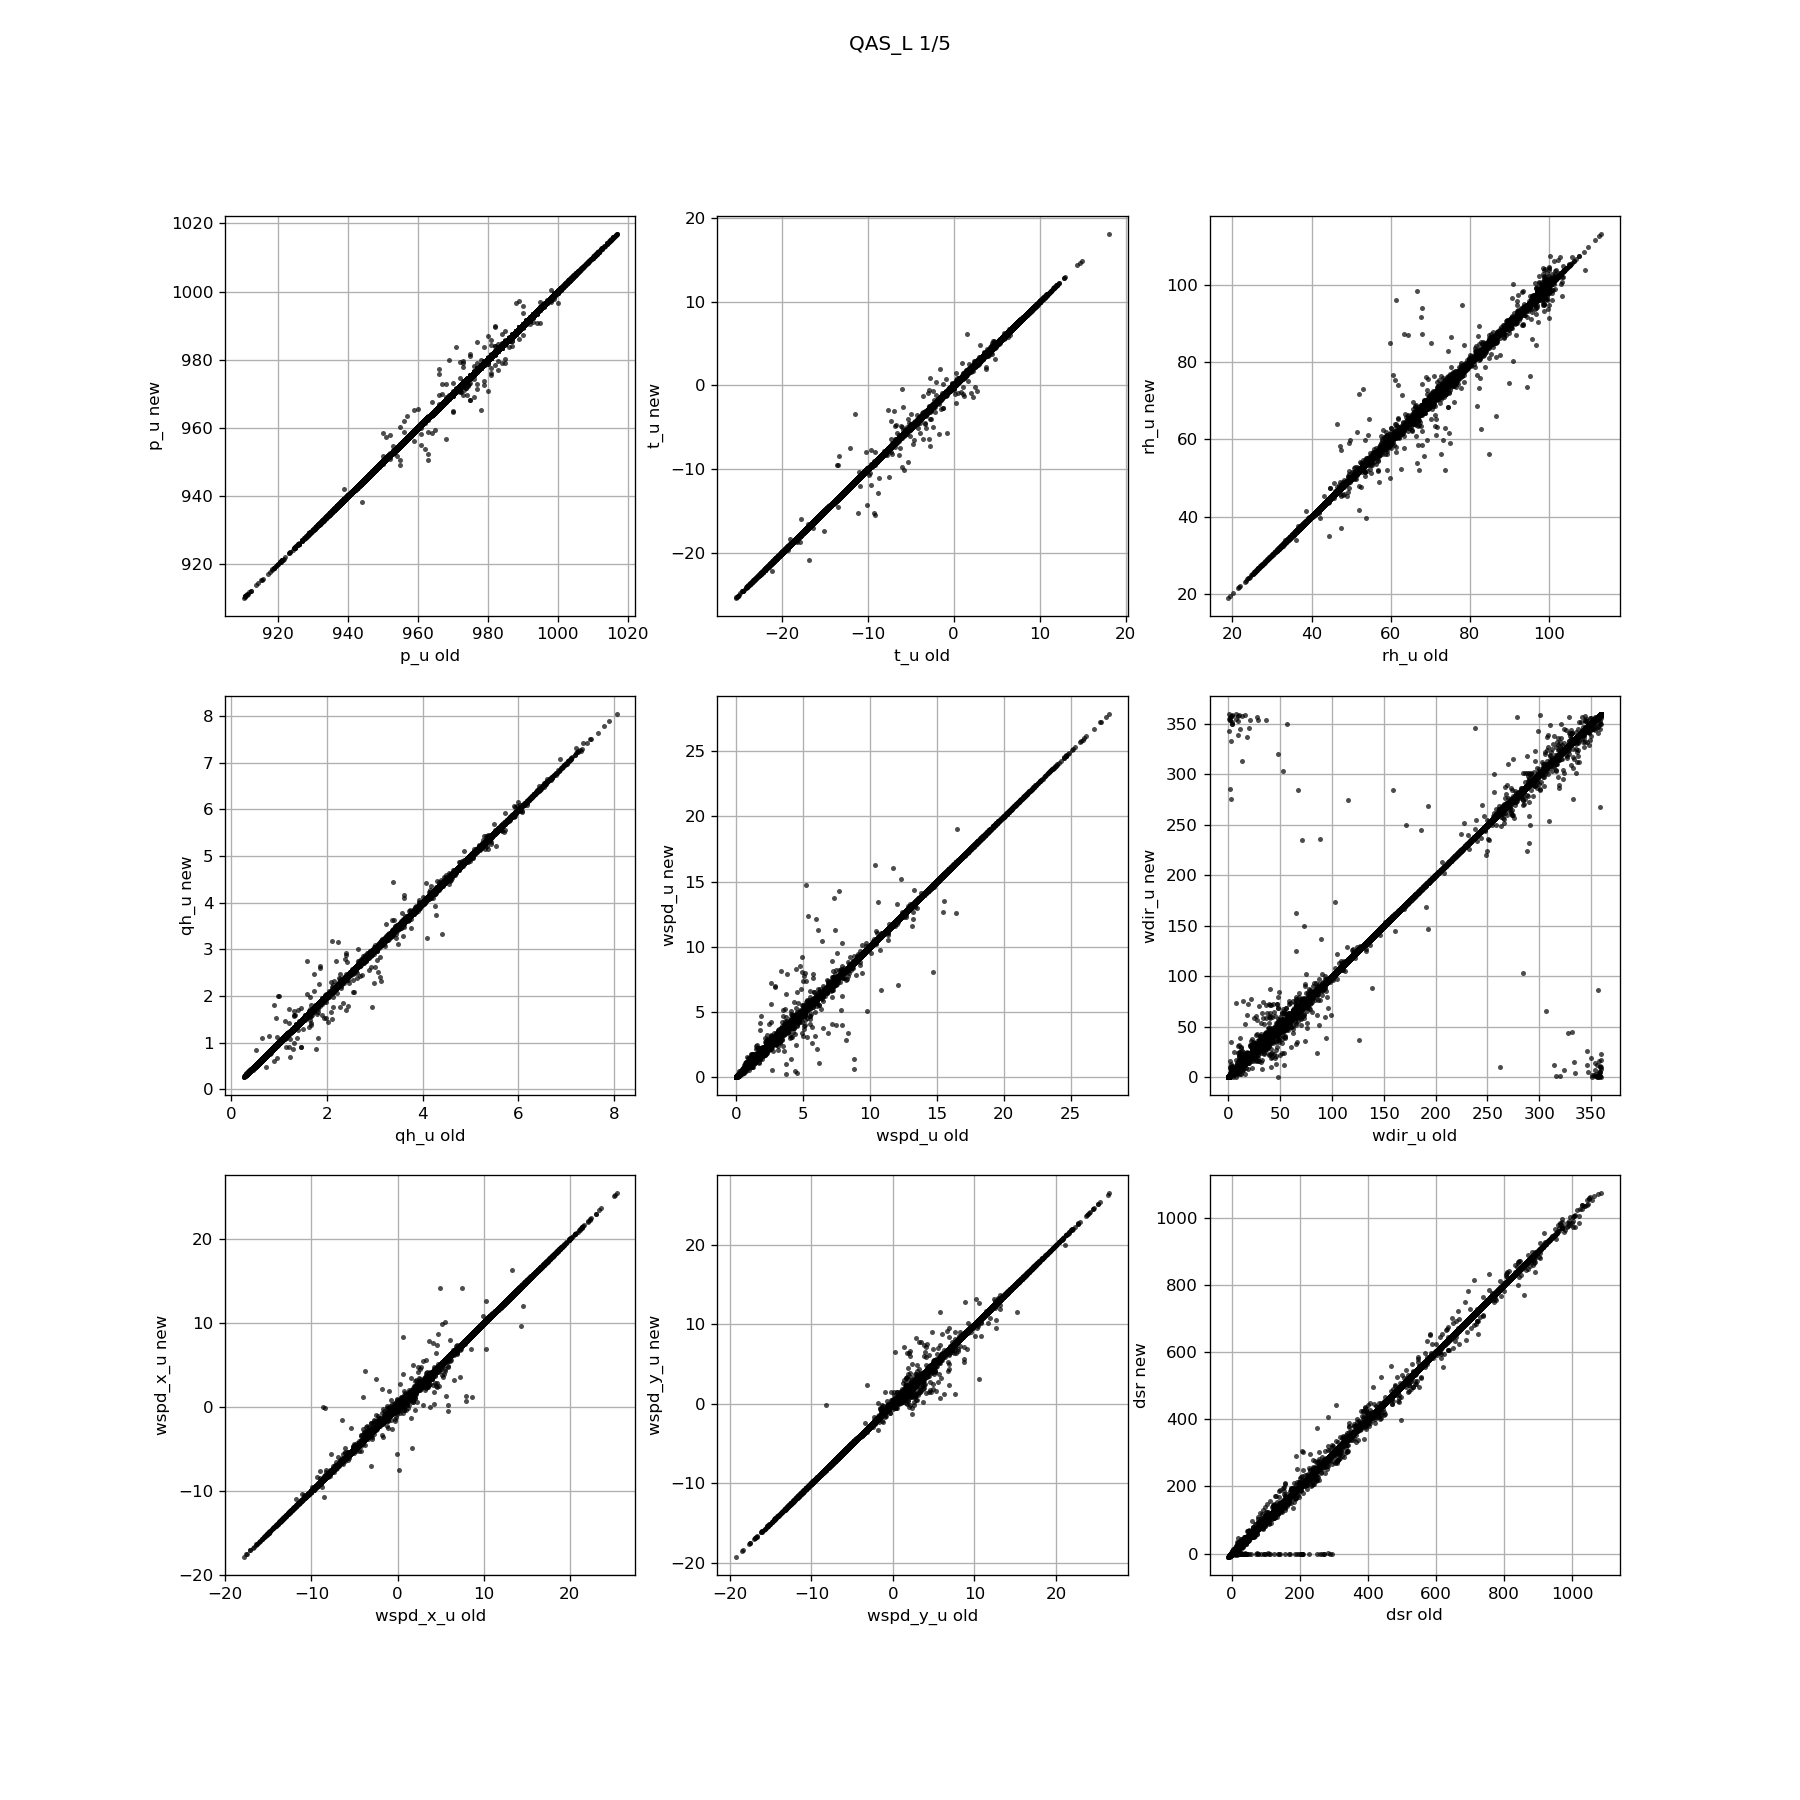 QAS_L 1/5
1020
1000
980
960
940
920
p_u new
920 940 960 980 1000 1020
p_u old
20
10
0
−10
−20
t_u new
−20 −10 0 10 20
t_u old
100
80
60
40
20
rh_u new
20 40 60 80 100
rh_u old
8
7
6
5
4
3
2
1
0
qh_u new
0 2 4 6 8
qh_u old
25
20
15
10
5
0
wspd_u new
0 5 10 15 20 25
wspd_u old
350
300
250
200
150
100
50
0
wdir_u new
0 50 100 150 200 250 300 350
wdir_u old
20
10
0
−10
−20
wspd_x_u new
−20 −10 0 10 20
wspd_x_u old
20
10
0
−10
−20
wspd_y_u new
−20 −10 0 10 20
wspd_y_u old
1000
800
600
400
200
0
dsr new
0 200 400 600 800 1000
dsr old